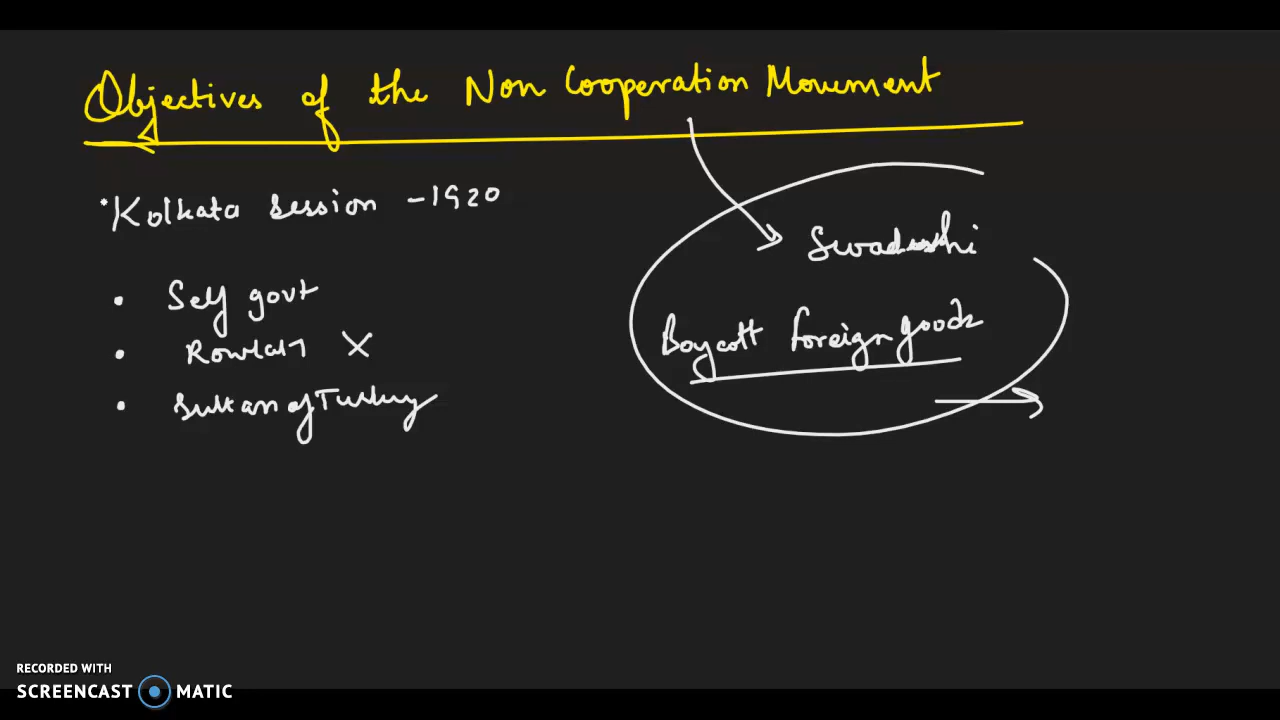 Objectives of the Non Cooperation Movement
*Kolkata Session -1920
• Self govt
• Rowlatt X
• Sultan of Turkey
Swadeshi
Boycott foreign goods
RECORDED WITH
SCREENCAST MATIC